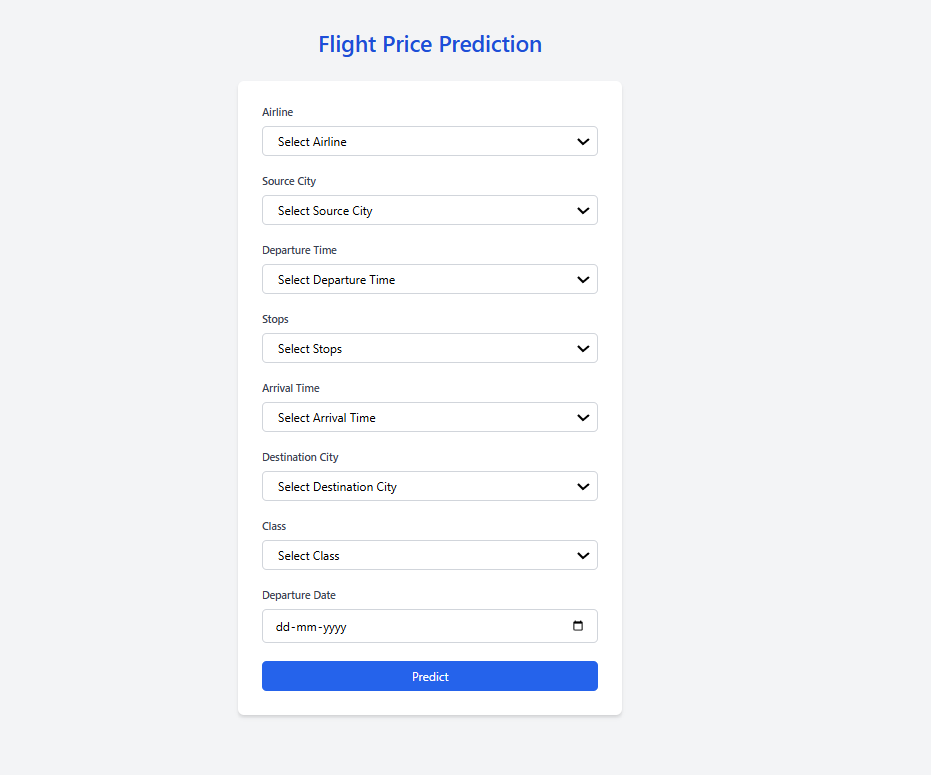 Flight Price Prediction
Airline
Select Airline
Source City
Select Source City
Departure Time
Select Departure Time
Stops
Select Stops
Arrival Time
Select Arrival Time
Destination City
Select Destination City
Class
Select Class
Departure Date
dd-mm-yyyy
Predict